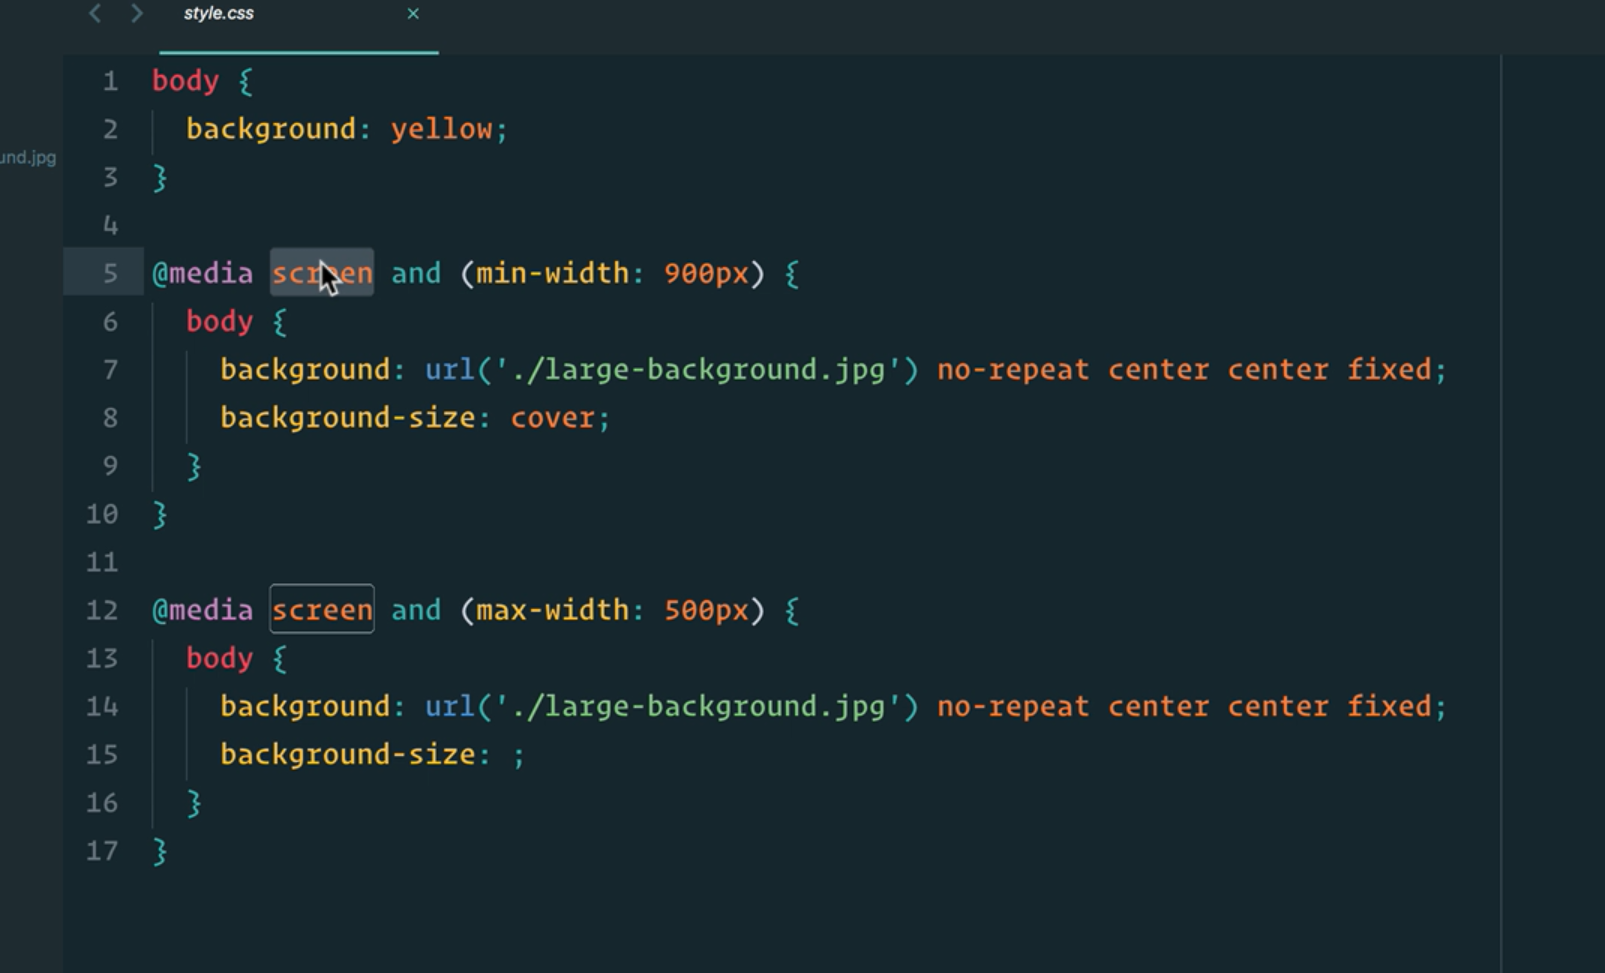 style.css ×
und.jpg
1 body {
2 background: yellow;
3 }
4
5 @media screen and (min-width: 900px) {
6 body {
7 background: url('./large-background.jpg') no-repeat center center fixed;
8 background-size: cover;
9 }
10 }
11
12 @media screen and (max-width: 500px) {
13 body {
14 background: url('./large-background.jpg') no-repeat center center fixed;
15 background-size: ;
16 }
17 }